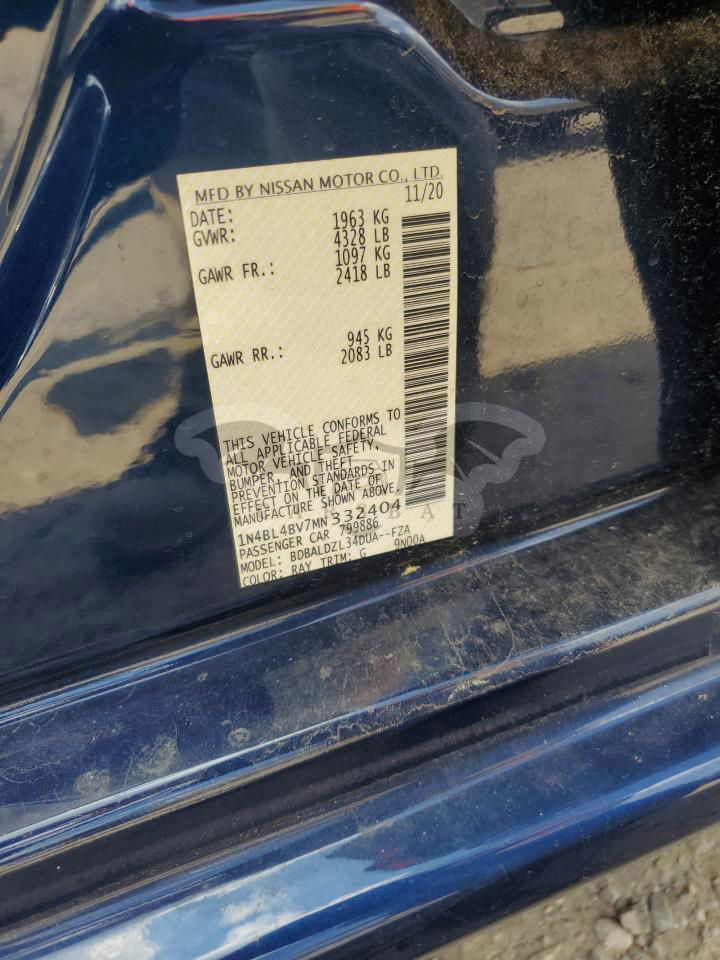 MFD BY NISSAN MOTOR CO., LTD.
DATE: 11/20
GVWR: 1963 KG
4328 LB
GAWR FR.: 1097 KG
2418 LB
GAWR RR.: 945 KG
2083 LB
THIS VEHICLE CONFORMS TO
ALL APPLICABLE FEDERAL
MOTOR VEHICLE SAFETY,
BUMPER, AND THEFT
PREVENTION STANDARDS IN
EFFECT ON THE DATE OF
MANUFACTURE SHOWN ABOVE.
1N4BL4BV7MN332404
PASSENGER CAR 799886
MODEL: BDBALDZL34DUA--FZA
COLOR: RAY TRIM: G 9N00A